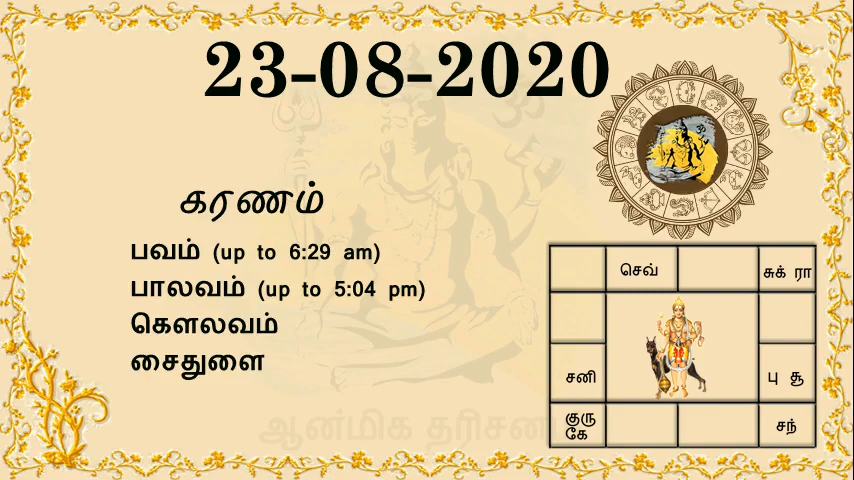 23-08-2020
கரணம்
பவம் (up to 6:29 am)
பாலவம் (up to 5:04 pm)
கௌலவம்
சைதுளை
செவ் சுக் ரா
சனி பு சூ
குரு
கே
சந்
ஆன்மிக தரிசனம்